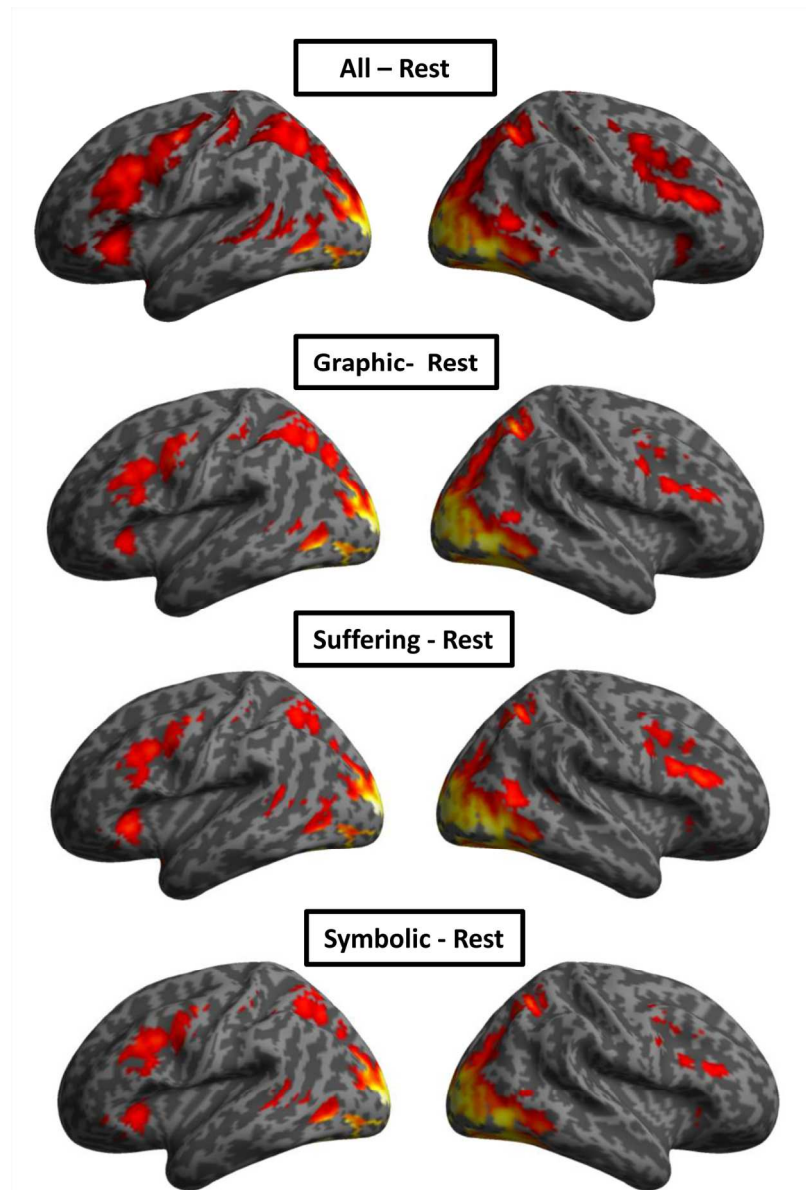 All – Rest
Graphic-  Rest
Suffering - Rest
Symbolic - Rest